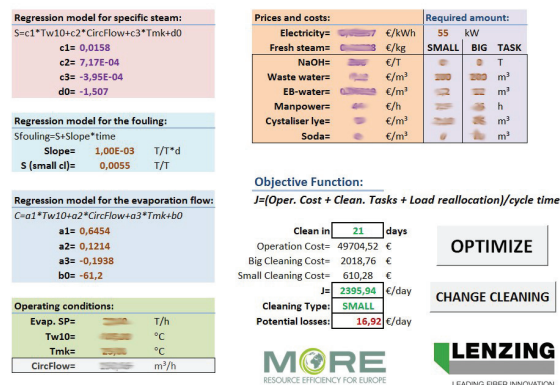 Regression model for specific steam:
S=c1*Tw10+c2*CircFlow+c3*Tmk+d0
c1= 0,0158
c2= 7,17E-04
c3= -3,95E-04
d0= -1,507
Regression model for the fouling:
Sfouling=S+Slope*time
Slope= 1,00E-03 T/T*d
S (small cl)= 0,0055 T/T
Regression model for the evaporation flow:
C=a1*Tw10+a2*CircFlow+a3*Tmk+b0
a1= 0,6454
a2= 0,1214
a3= -0,1938
b0= -61,2
Operating conditions:
Evap. SP= T/h
Tw10= °C
Tmk= °C
CircFlow= m³/h
Prices and costs: Required amount:
Electricity= €/kWh 55 kW
Fresh steam= €/kg SMALL BIG TASK
NaOH= €/T T
Waste water= €/m³ m³
EB-water= €/m³ m³
Manpower= €/h h
Cystaliser lye= €/m³ m³
Soda= €/m³ m³
Objective Function:
J=(Oper. Cost + Clean. Tasks + Load reallocation)/cycle time
Clean in 21 days
Operation Cost= 49704,52 €
Big Cleaning Cost= 2018,76 €
Small Cleaning Cost= 610,28 €
J= 2395,94 €/day
Cleaning Type: SMALL
Potential losses: 16,92 €/day
OPTIMIZE
CHANGE CLEANING
MORE
RESOURCE EFFICIENCY FOR EUROPE
LENZING
LEADING FIBER INNOVATION